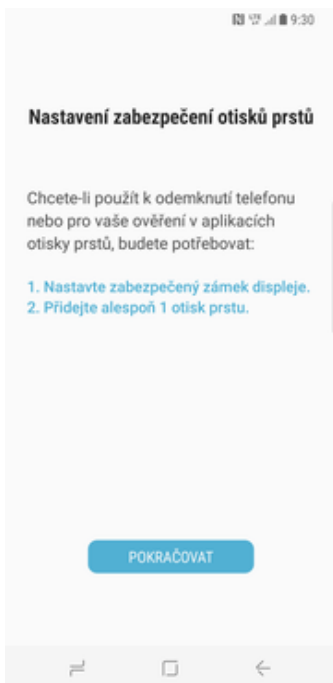 9:30
Nastavení zabezpečení otisků prstů
Chcete-li použít k odemknutí telefonu
nebo pro vaše ověření v aplikacích
otisky prstů, budete potřebovat:
1. Nastavte zabezpečený zámek displeje.
2. Přidejte alespoň 1 otisk prstu.
POKRAČOVAT